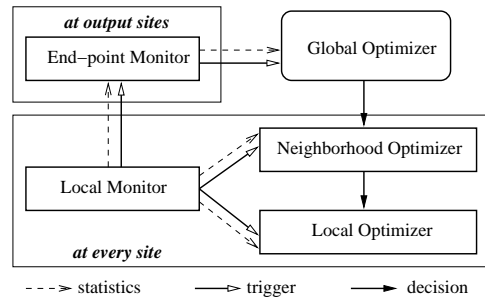 at output sites
End−point Monitor
Global Optimizer
Neighborhood Optimizer
Local Monitor
Local Optimizer
at every site
statistics
trigger
decision